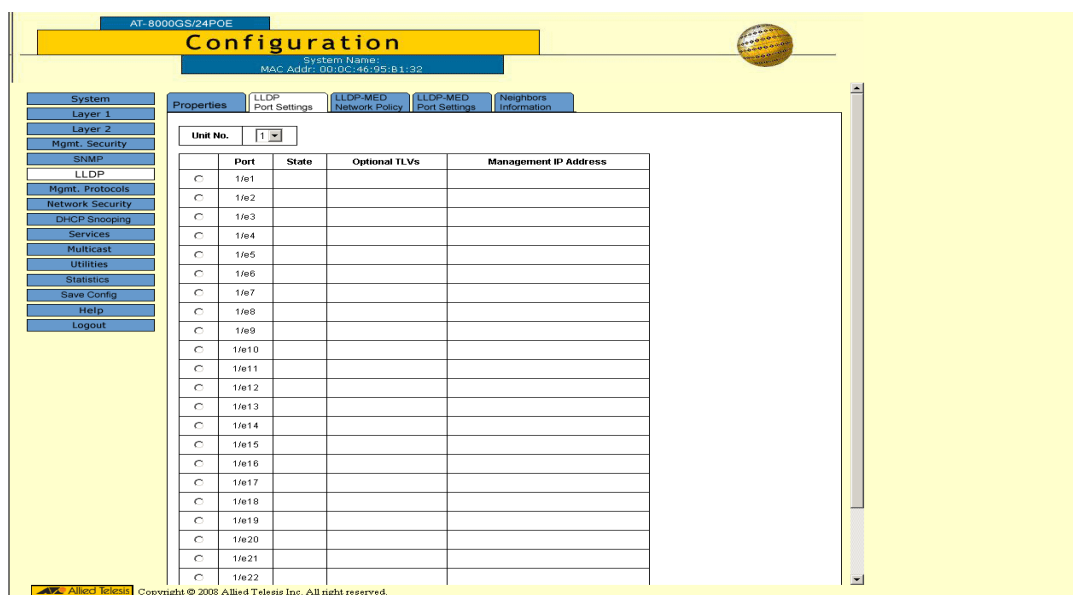 AT-8000GS/24POE
Configuration
System Name:
MAC Addr: 00:0C:46:95:B1:32
System
Layer 1
Layer 2
Mgmt. Security
SNMP
LLDP
Mgmt. Protocols
Network Security
DHCP Snooping
Services
Multicast
Utilities
Statistics
Save Config
Help
Logout
Properties
LLDP
Port Settings
LLDP-MED
Network Policy
LLDP-MED
Port Settings
Neighbors
Information
Unit No. 1
Port State Optional TLVs Management IP Address
1/e1
1/e2
1/e3
1/e4
1/e5
1/e6
1/e7
1/e8
1/e9
1/e10
1/e11
1/e12
1/e13
1/e14
1/e15
1/e16
1/e17
1/e18
1/e19
1/e20
1/e21
1/e22
Allied Telesis Copyright © 2008 Allied Telesis Inc. All right reserved.